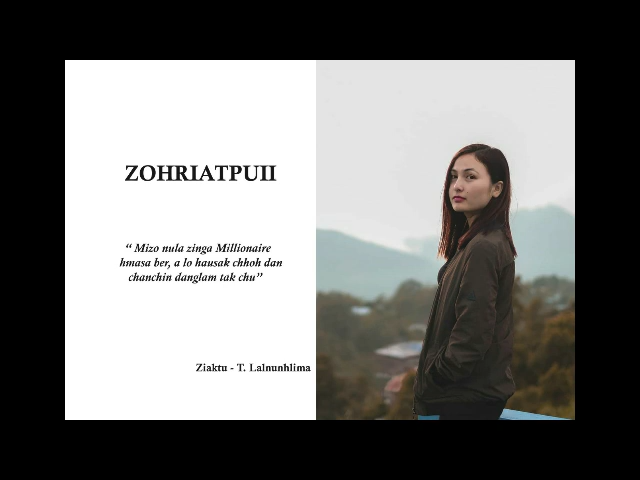 ZOHRIATPUII
“ Mizo nula zinga Millionaire
hmasa ber, a lo hausak chhoh dan
chanchin danglam tak chu”
Ziaktu - T. Lalnunhlima